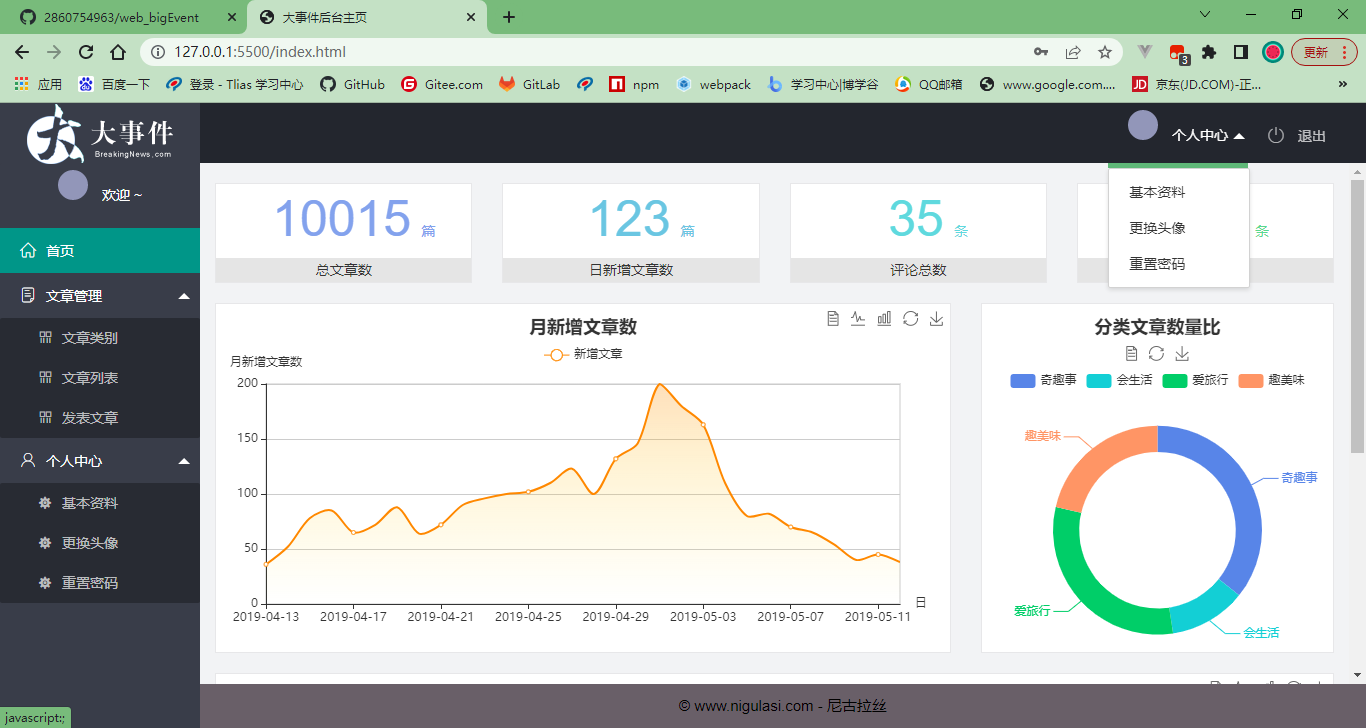 2860754963/web_bigEvent
大事件后台主页
127.0.0.1:5500/index.html
3
更新
应用
百度一下
登录 - Tlias 学习中心
GitHub
Gitee.com
GitLab
npm
webpack
学习中心|博学谷
QQ邮箱
www.google.com....
JD
京东(JD.COM)-正...
»
大事件
BreakingNews.com
欢迎 ~
首页
文章管理
文章类别
文章列表
发表文章
个人中心
基本资料
更换头像
重置密码
个人中心
退出
基本资料
更换头像
重置密码
10015 篇
总文章数
123 篇
日新增文章数
35 条
评论总数
条
月新增文章数
新增文章
月新增文章数
200
150
100
50
0
2019-04-13 2019-04-17 2019-04-21 2019-04-25 2019-04-29 2019-05-03 2019-05-07 2019-05-11
日
分类文章数量比
奇趣事 会生活 爱旅行 趣美味
趣美味
奇趣事
爱旅行
会生活
© www.nigulasi.com - 尼古拉丝
javascript:;